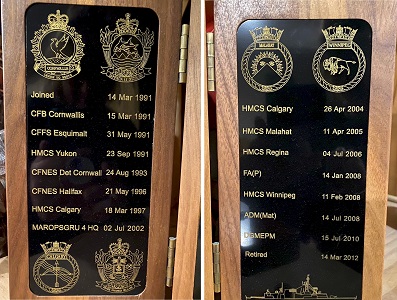 CORNWALLIS
Joined 14 Mar 1991
CFB Cornwallis 15 Mar 1991
CFFS Esquimalt 31 May 1991
HMCS Yukon 23 Sep 1991
CFNES Det Cornwall 24 Aug 1993
CFNES Halifax 21 May 1996
HMCS Calgary 18 Mar 1997
MAROPSGRU 4 HQ 02 Jul 2002
CALGARY
MALAHAT
WINNIPEG
HMCS Calgary 26 Apr 2004
HMCS Malahat 11 Apr 2005
HMCS Regina 04 Jul 2006
FA(P) 14 Jan 2008
HMCS Winnipeg 11 Feb 2008
ADM(Mat) 14 Jul 2008
DGMEPM 15 Jul 2010
Retired 14 Mar 2012